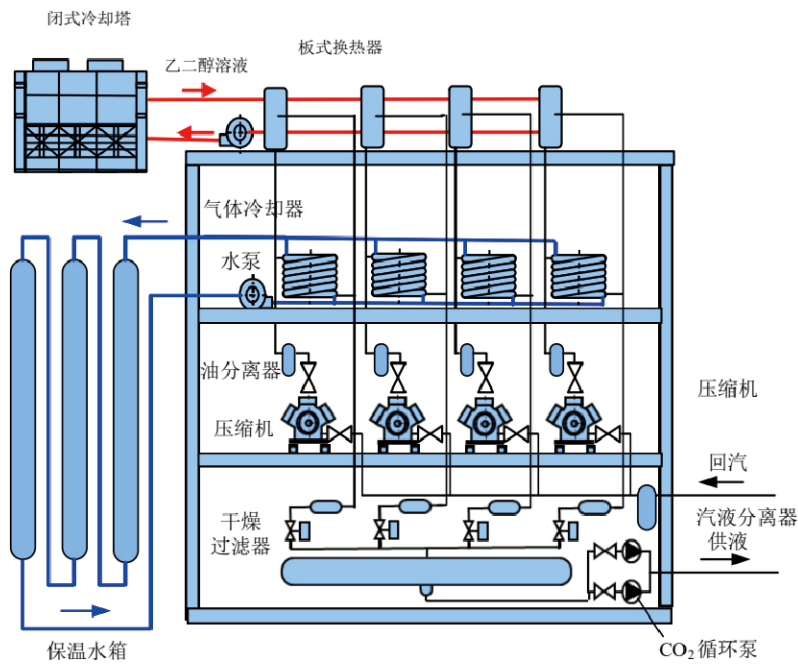 闭式冷却塔
乙二醇溶液
板式换热器
气体冷却器
水泵
油分离器
压缩机
压缩机
回汽
干燥
过滤器
汽液分离器
供液
保温水箱
CO₂循环泵